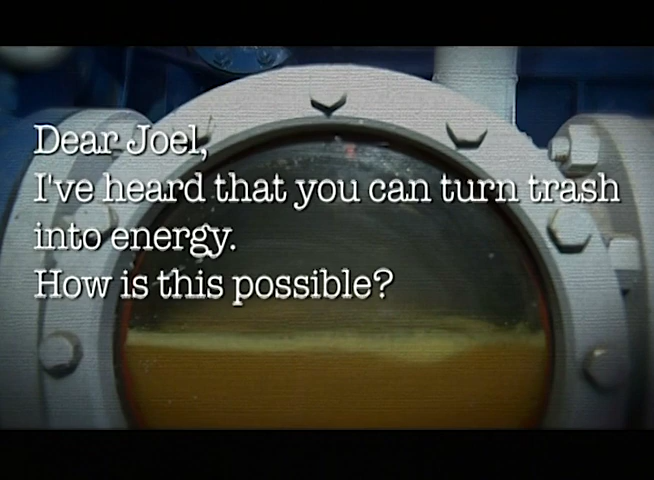 Dear Joel,
I've heard that you can turn trash
into energy.
How is this possible?